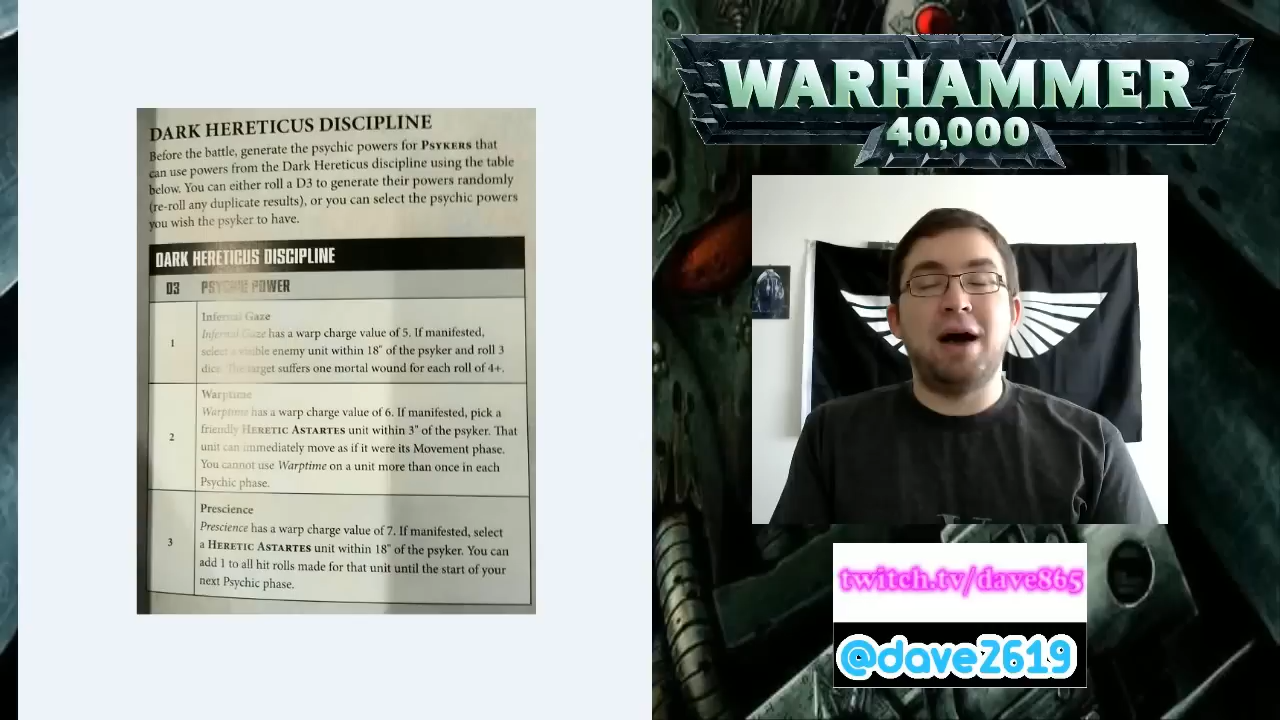 DARK HERETICUS DISCIPLINE
Before the battle, generate the psychic powers for PSYKERS that
can use powers from the Dark Hereticus discipline using the table
below. You can either roll a D3 to generate their powers randomly
(re-roll any duplicate results), or you can select the psychic powers
you wish the psyker to have.
DARK HERETICUS DISCIPLINE
D3 PSYCHIC POWER
1
Infernal Gaze
Infernal Gaze has a warp charge value of 5. If manifested,
select a visible enemy unit within 18" of the psyker and roll 3
dice. The target suffers one mortal wound for each roll of 4+.
2
Warptime
Warptime has a warp charge value of 6. If manifested, pick a
friendly HERETIC ASTARTES unit within 3" of the psyker. That
unit can immediately move as if it were its Movement phase.
You cannot use Warptime on a unit more than once in each
Psychic phase.
3
Prescience
Prescience has a warp charge value of 7. If manifested, select
a HERETIC ASTARTES unit within 18" of the psyker. You can
add 1 to all hit rolls made for that unit until the start of your
next Psychic phase.
WARHAMMER
40,000
twitch.tv/dave865
@dave2619